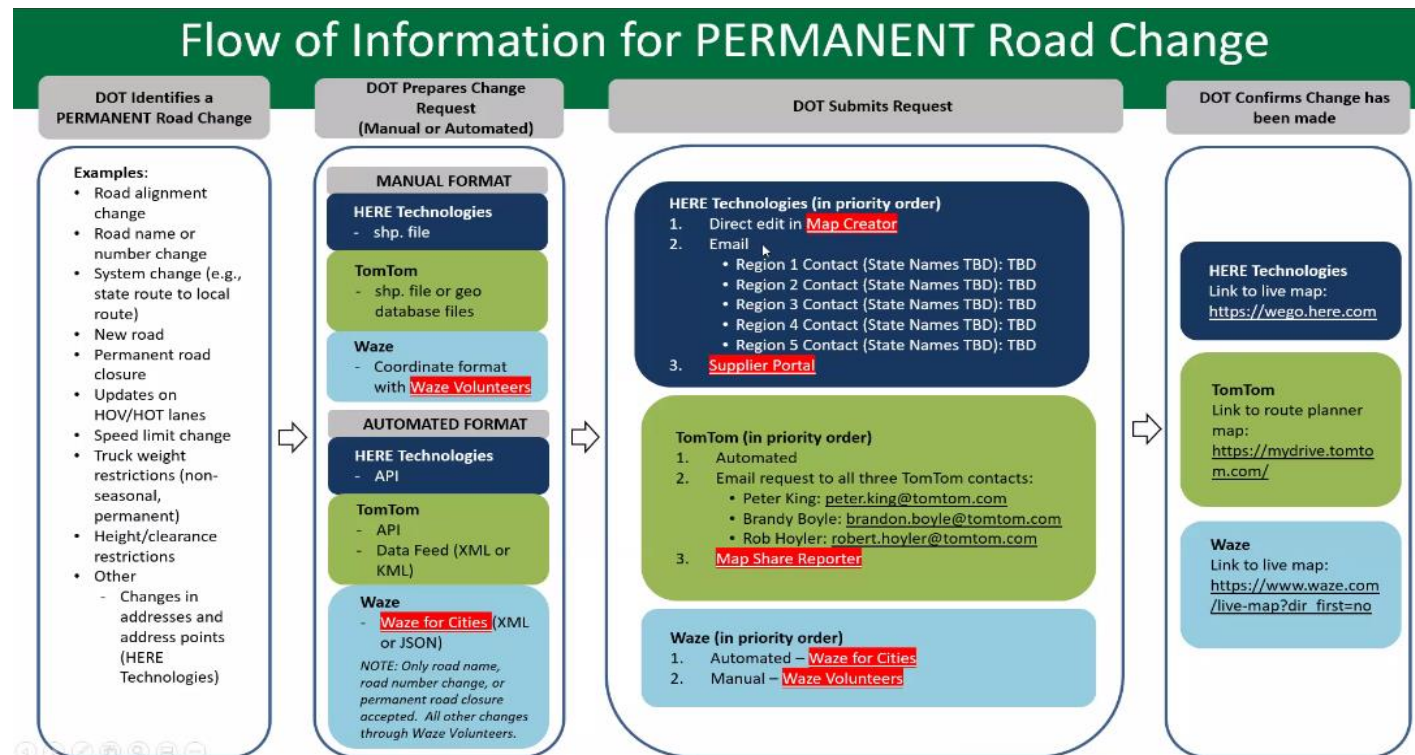 Flow of Information for PERMANENT Road Change
DOT Identifies a
PERMANENT Road Change
Examples:
• Road alignment
change
• Road name or
number change
• System change (e.g.,
state route to local
route)
• New road
• Permanent road
closure
• Updates on
HOV/HOT lanes
• Speed limit change
• Truck weight
restrictions (non-
seasonal,
permanent)
• Height/clearance
restrictions
• Other
- Changes in
addresses and
address points
(HERE
Technologies)
DOT Prepares Change
Request
(Manual or Automated)
MANUAL FORMAT
HERE Technologies
- shp. file
TomTom
- shp. file or geo
database files
Waze
- Coordinate format
with Waze Volunteers
AUTOMATED FORMAT
HERE Technologies
- API
TomTom
- API
- Data Feed (XML or
KML)
Waze
- Waze for Cities (XML
or JSON)
NOTE: Only road name,
road number change, or
permanent road closure
accepted. All other changes
through Waze Volunteers.
DOT Submits Request
HERE Technologies (in priority order)
1. Direct edit in Map Creator
2. Email
• Region 1 Contact (State Names TBD): TBD
• Region 2 Contact (State Names TBD): TBD
• Region 3 Contact (State Names TBD): TBD
• Region 4 Contact (State Names TBD): TBD
• Region 5 Contact (State Names TBD): TBD
3. Supplier Portal
TomTom (in priority order)
1. Automated
2. Email request to all three TomTom contacts:
• Peter King: peter.king@tomtom.com
• Brandy Boyle: brandon.boyle@tomtom.com
• Rob Hoyler: robert.hoyler@tomtom.com
3. Map Share Reporter
Waze (in priority order)
1. Automated – Waze for Cities
2. Manual – Waze Volunteers
DOT Confirms Change has
been made
HERE Technologies
Link to live map:
https://wego.here.com
TomTom
Link to route planner
map:
https://mydrive.tomto
m.com/
Waze
Link to live map:
https://www.waze.com
/live-map?dir_first=no